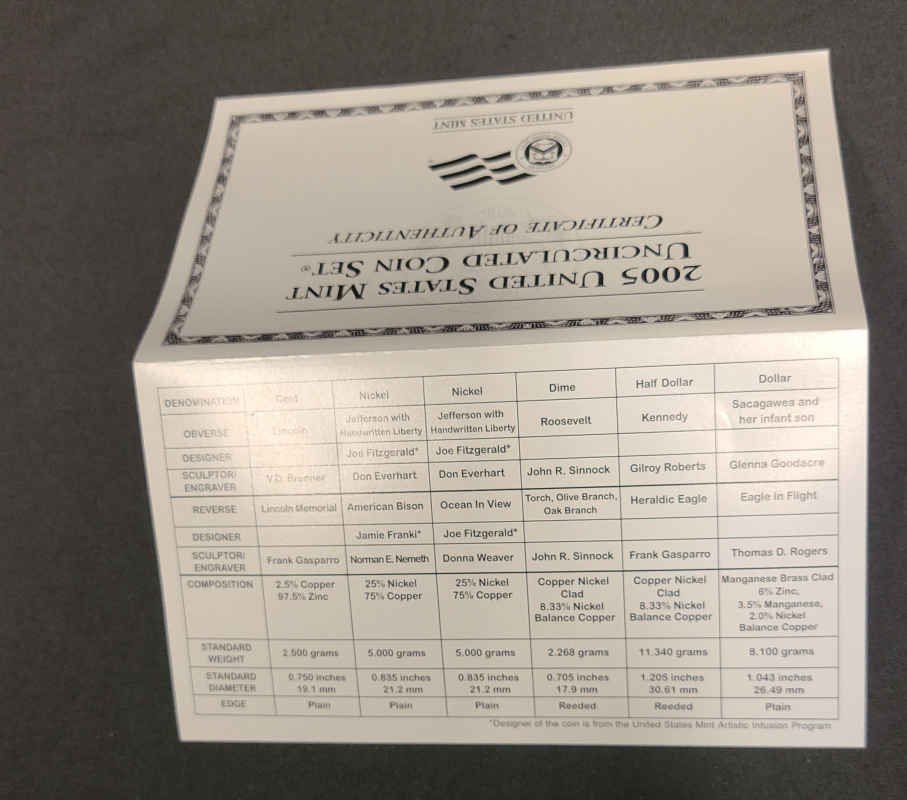 UNITED STATES MINT
CERTIFICATE OF AUTHENTICITY
UNCIRCULATED COIN SET®
2005 UNITED STATES MINT
DENOMINATION Cent Nickel Nickel Dime Half Dollar Dollar
OBVERSE Lincoln Jefferson with Handwritten Liberty Jefferson with Handwritten Liberty Roosevelt Kennedy Sacagawea and her infant son
DESIGNER Joe Fitzgerald* Joe Fitzgerald*
SCULPTOR/ENGRAVER V.D. Brenner Don Everhart Don Everhart John R. Sinnock Gilroy Roberts Glenna Goodacre
REVERSE Lincoln Memorial American Bison Ocean In View Torch, Olive Branch, Oak Branch Heraldic Eagle Eagle In Flight
DESIGNER Jamie Franki* Joe Fitzgerald*
SCULPTOR/ENGRAVER Frank Gasparro Norman E. Nemeth Donna Weaver John R. Sinnock Frank Gasparro Thomas D. Rogers
COMPOSITION 2.5% Copper 97.5% Zinc 25% Nickel 75% Copper 25% Nickel 75% Copper Copper Nickel Clad 8.33% Nickel Balance Copper Copper Nickel Clad 8.33% Nickel Balance Copper Manganese Brass Clad 6% Zinc, 3.5% Manganese, 2.0% Nickel Balance Copper
STANDARD WEIGHT 2.500 grams 5.000 grams 5.000 grams 2.268 grams 11.340 grams 8.100 grams
STANDARD DIAMETER 0.750 inches 19.1 mm 0.835 inches 21.2 mm 0.835 inches 21.2 mm 0.705 inches 17.9 mm 1.205 inches 30.61 mm 1.043 inches 26.49 mm
EDGE Plain Plain Plain Reeded Reeded Plain
*Designer of the coin is from the United States Mint Artistic Infusion Program